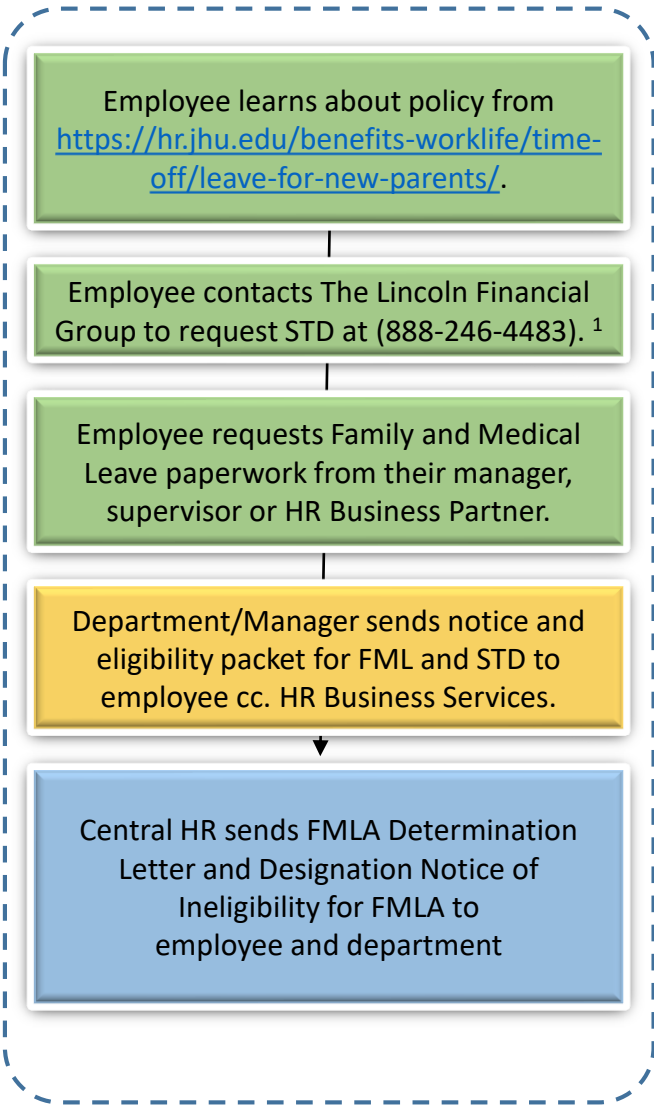 Employee learns about policy from
https://hr.jhu.edu/benefits-worklife/time-
off/leave-for-new-parents/.
Employee contacts The Lincoln Financial
Group to request STD at (888-246-4483). 1
Employee requests Family and Medical
Leave paperwork from their manager,
supervisor or HR Business Partner.
Department/Manager sends notice and
eligibility packet for FML and STD to
employee cc. HR Business Services.
Central HR sends FMLA Determination
Letter and Designation Notice of
Ineligibility for FMLA to
employee and department